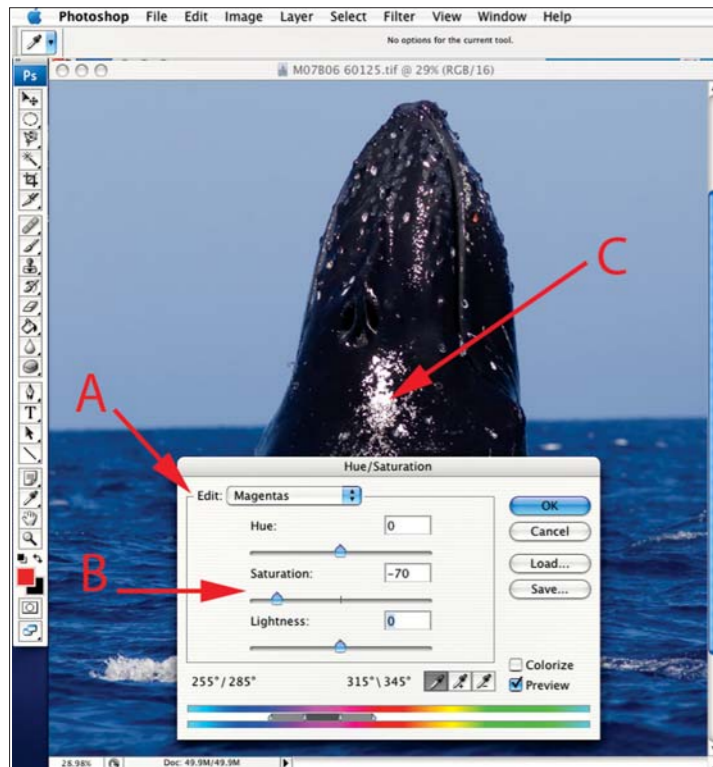 Photoshop File Edit Image Layer Select Filter View Window Help
No options for the current tool.
Ps
M07B06 60125.tif @ 29% (RGB/16)
C
A
T
Hue/Saturation
Edit: Magentas
OK
Hue: 0
Cancel
B
Saturation: -70
Load...
Save...
Lightness: 0
Colorize
255°/285° 315°\345°
Preview
28.98% Doc: 49.9M/49.9M